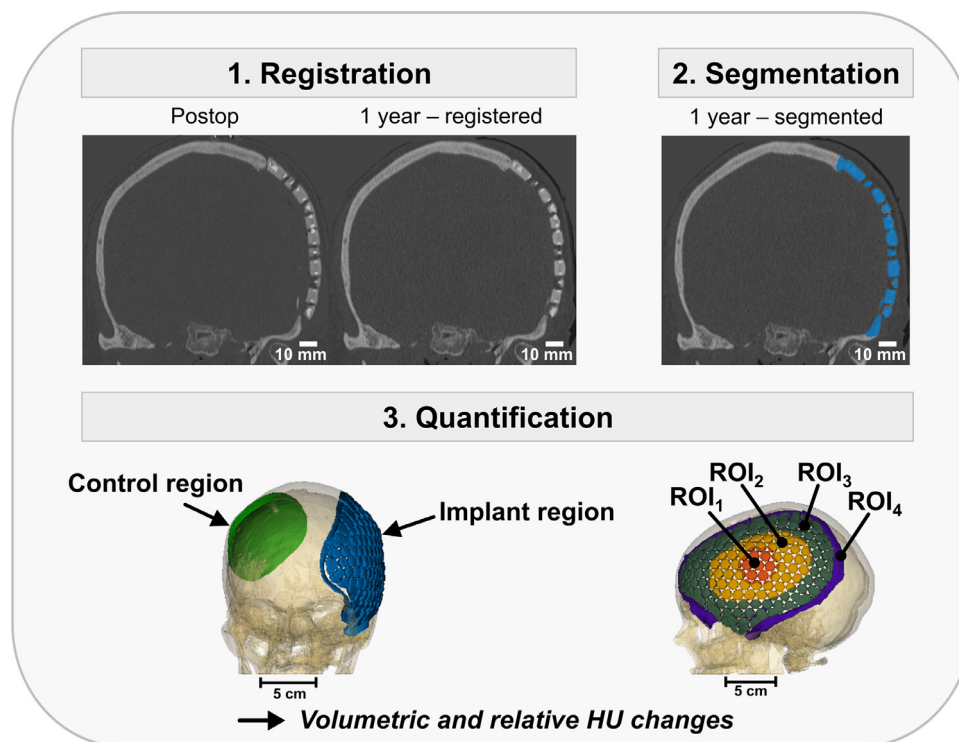 1. Registration
2. Segmentation
Postop
1 year – registered
1 year – segmented
10 mm
10 mm
10 mm
3. Quantification
Control region
Implant region
ROI₁
ROI₂
ROI₃
ROI₄
5 cm
5 cm
Volumetric and relative HU changes